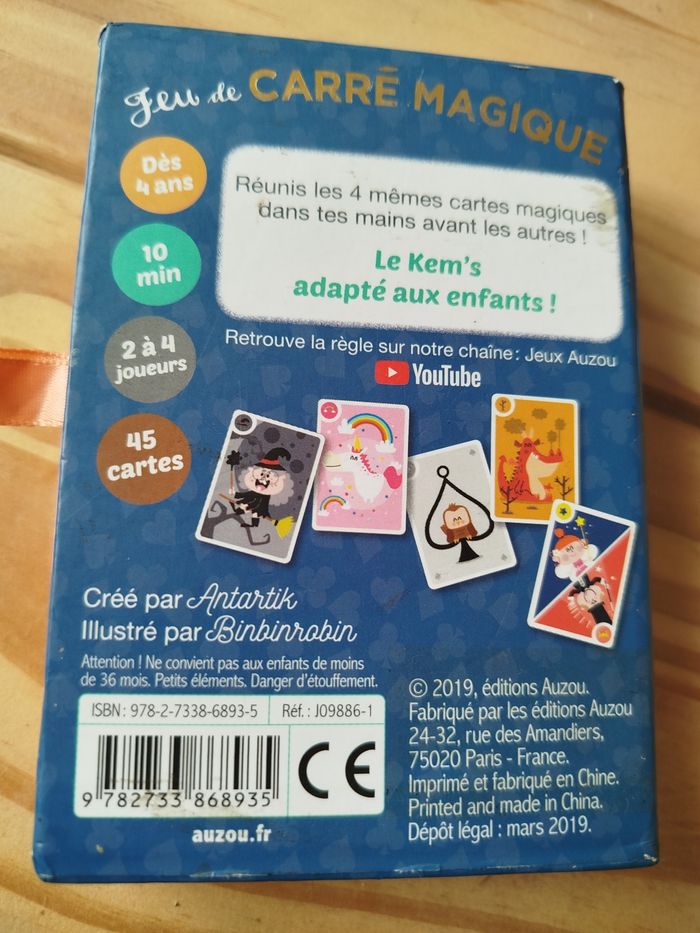 Jeu de CARRÉ MAGIQUE
Dès
4 ans
Réunis les 4 mêmes cartes magiques
dans tes mains avant les autres !
Le Kem's
adapté aux enfants !
10
min
2 à 4
joueurs
Retrouve la règle sur notre chaîne : Jeux Auzou
YouTube
45
cartes
Créé par Antartik
Illustré par Binbinrobin
Attention ! Ne convient pas aux enfants de moins
de 36 mois. Petits éléments. Danger d'étouffement.
ISBN : 978-2-7338-6893-5
Réf. : J09886-1
9 782733 868935
CE
auzou.fr
© 2019, éditions Auzou.
Fabriqué par les éditions Auzou
24-32, rue des Amandiers,
75020 Paris - France.
Imprimé et fabriqué en Chine.
Printed and made in China.
Dépôt légal : mars 2019.